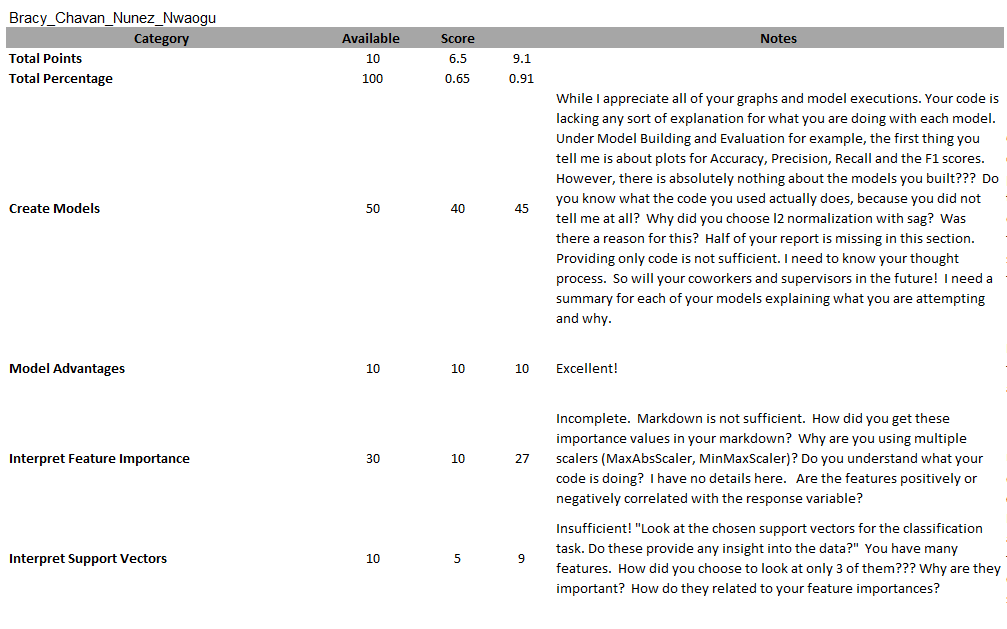 Bracy_Chavan_Nunez_Nwaogu
Category Available Score Notes
Total Points 10 6.5 9.1
Total Percentage 100 0.65 0.91
While I appreciate all of your graphs and model executions. Your code is
lacking any sort of explanation for what you are doing with each model.
Under Model Building and Evaluation for example, the first thing you
tell me is about plots for Accuracy, Precision, Recall and the F1 scores.
However, there is absolutely nothing about the models you built??? Do
Create Models 50 40 45 you know what the code you used actually does, because you did not
tell me at all? Why did you choose l2 normalization with sag? Was
there a reason for this? Half of your report is missing in this section.
Providing only code is not sufficient. I need to know your thought
process. So will your coworkers and supervisors in the future! I need a
summary for each of your models explaining what you are attempting
and why.
Model Advantages 10 10 10 Excellent!
Incomplete. Markdown is not sufficient. How did you get these
importance values in your markdown? Why are you using multiple
Interpret Feature Importance 30 10 27 scalers (MaxAbsScaler, MinMaxScaler)? Do you understand what your
code is doing? I have no details here. Are the features positively or
negatively correlated with the response variable?
Insufficient! "Look at the chosen support vectors for the classification
task. Do these provide any insight into the data?" You have many
Interpret Support Vectors 10 5 9 features. How did you choose to look at only 3 of them??? Why are they
important? How do they related to your feature importances?